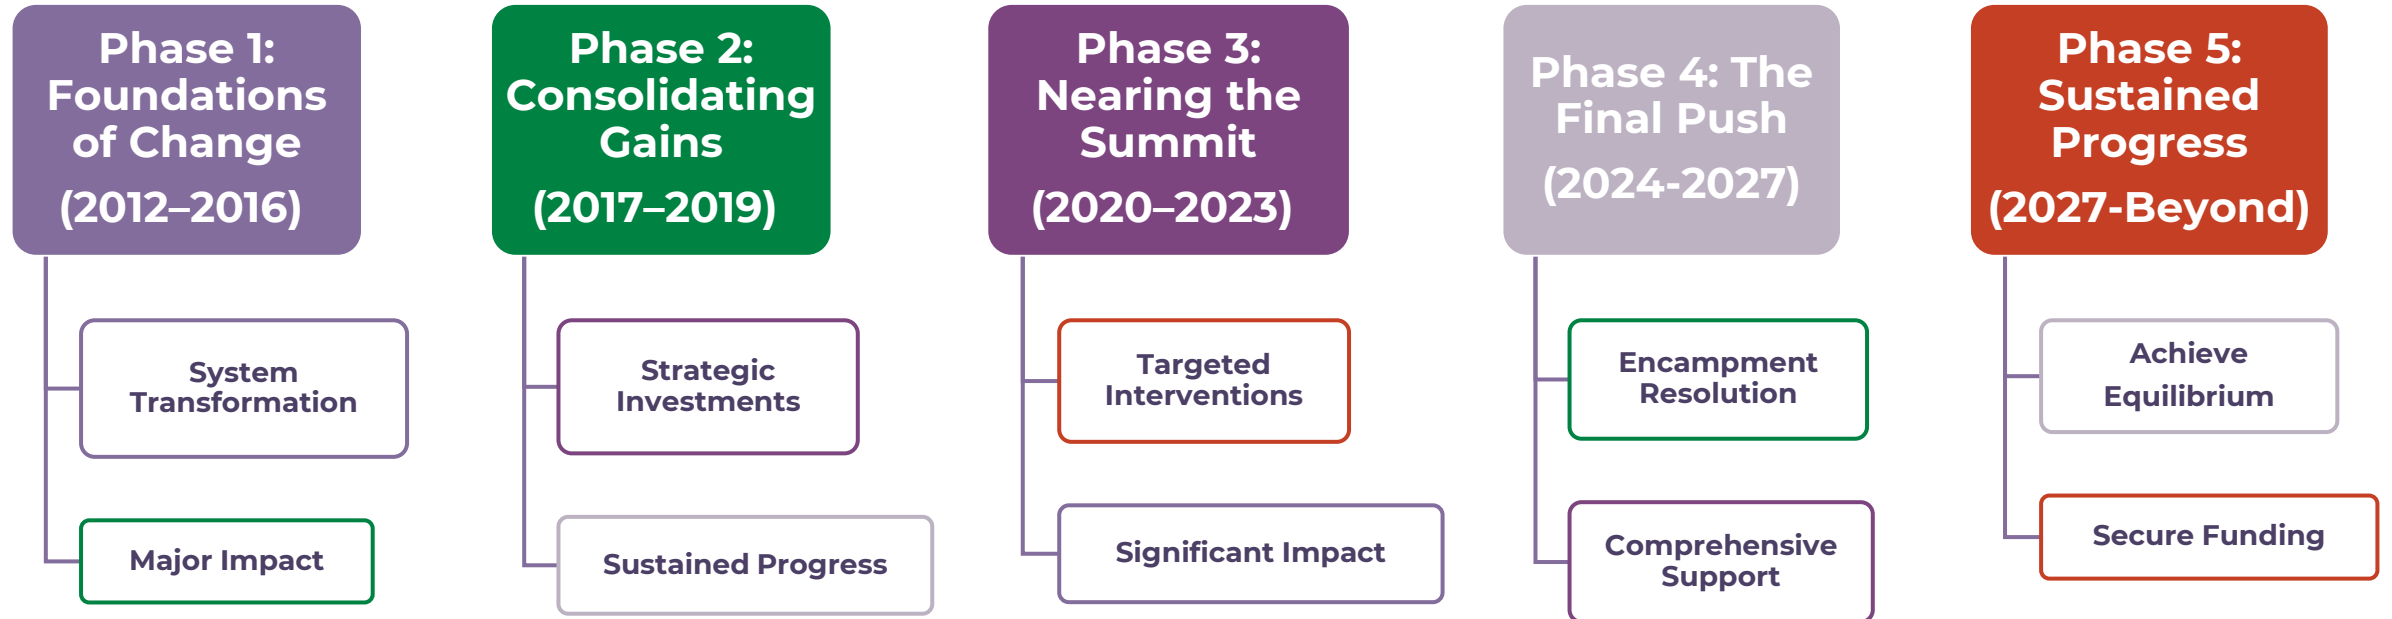 Phase 1:
Foundations
of Change
(2012–2016)
System
Transformation
Major Impact
Phase 2:
Consolidating
Gains
(2017–2019)
Strategic
Investments
Sustained Progress
Phase 3:
Nearing the
Summit
(2020–2023)
Targeted
Interventions
Significant Impact
Phase 4: The
Final Push
(2024-2027)
Encampment
Resolution
Comprehensive
Support
Phase 5:
Sustained
Progress
(2027-Beyond)
Achieve
Equilibrium
Secure Funding